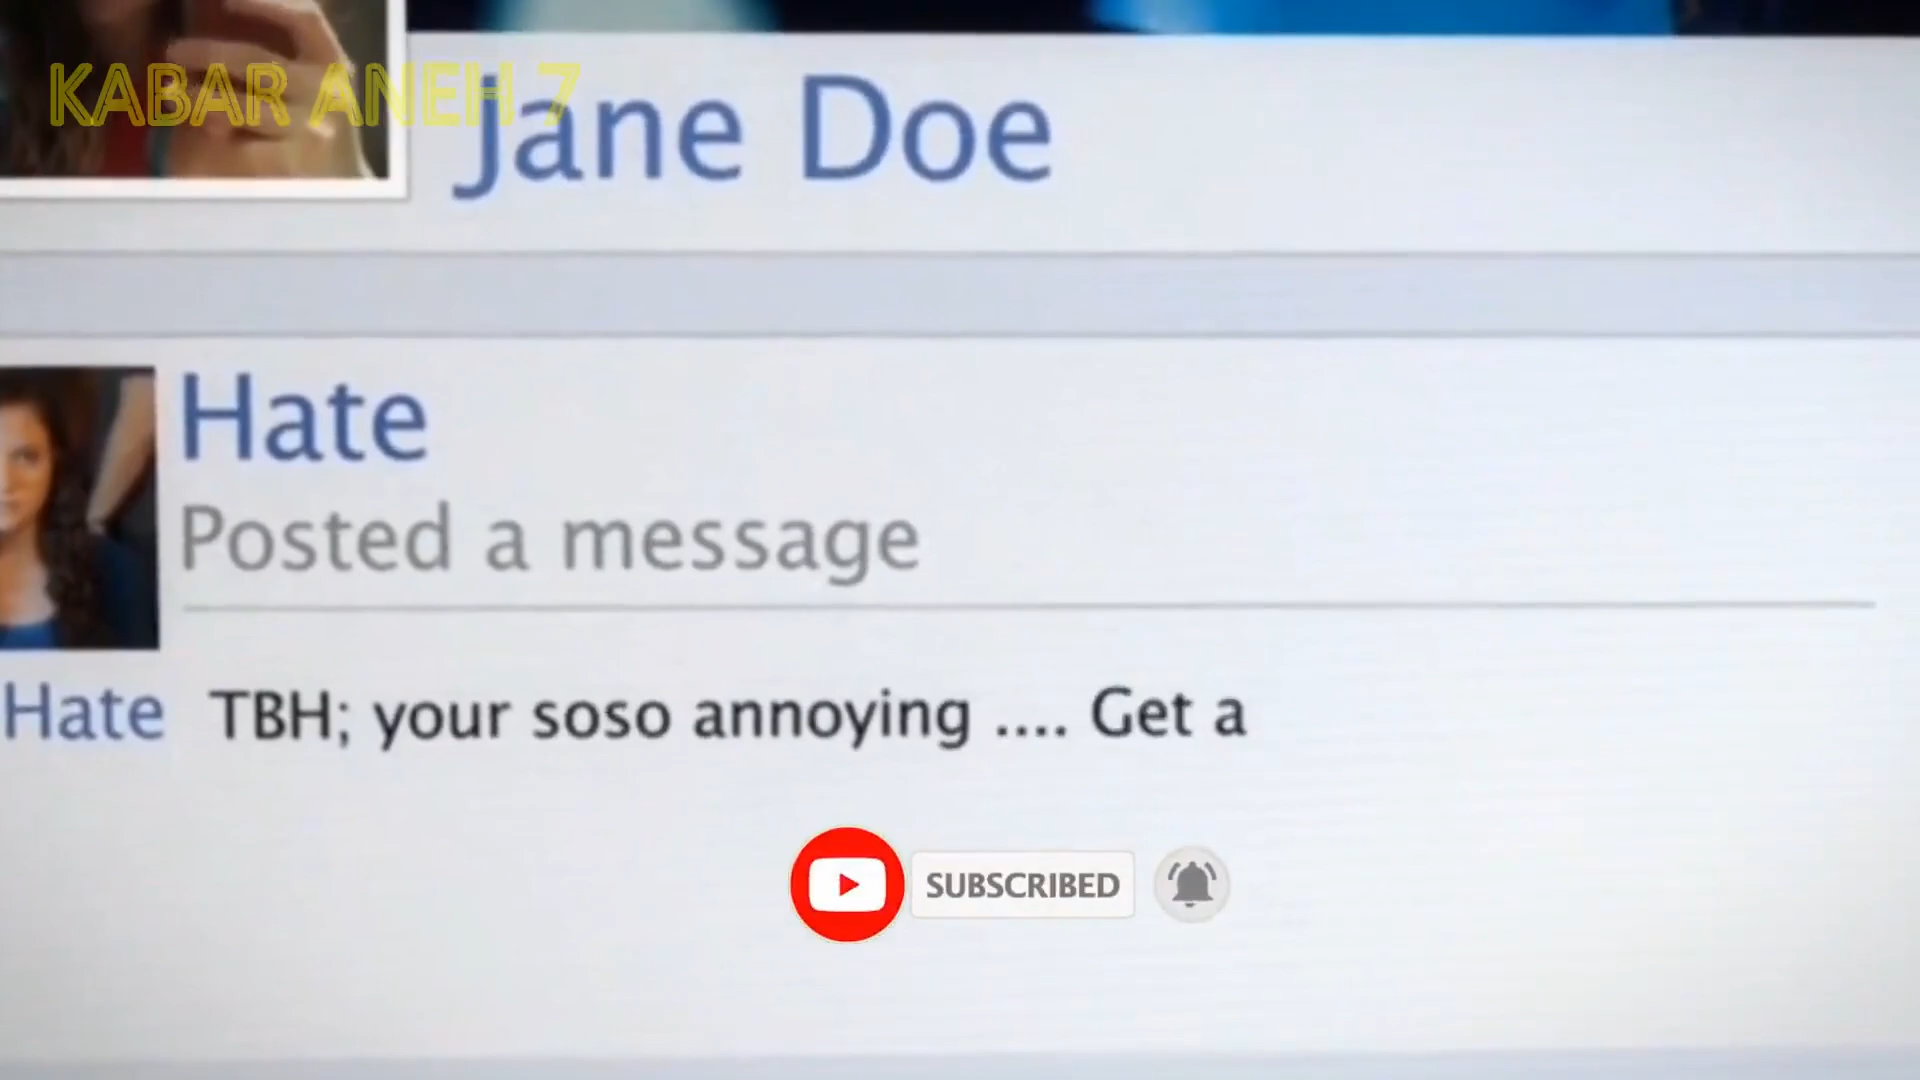 KABAR ANEH 7
Jane Doe
Hate
Posted a message
Hate TBH; your soso annoying .... Get a
SUBSCRIBED